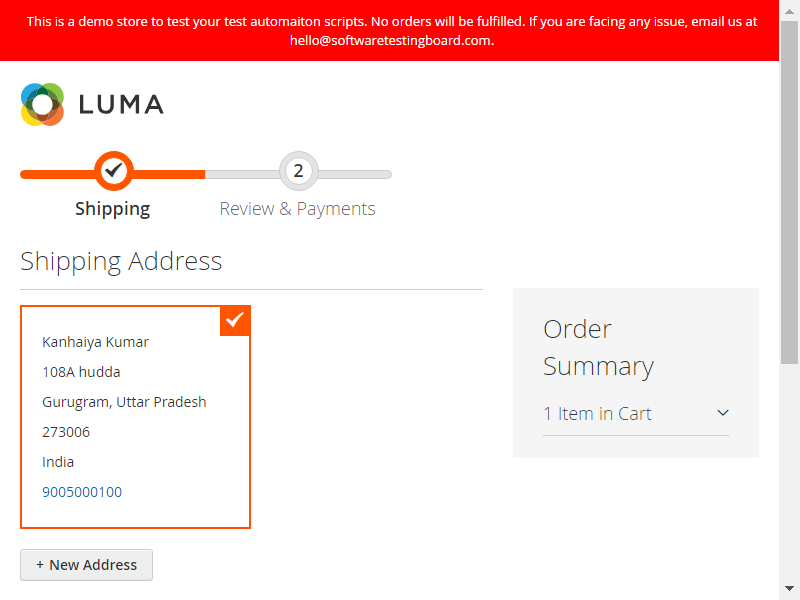 This is a demo store to test your test automaiton scripts. No orders will be fulfilled. If you are facing any issue, email us at
hello@softwaretestingboard.com.
LUMA
2
Shipping
Review & Payments
Shipping Address
Kanhaiya Kumar
108A hudda
Gurugram, Uttar Pradesh
273006
India
9005000100
+ New Address
Order
Summary
1 Item in Cart